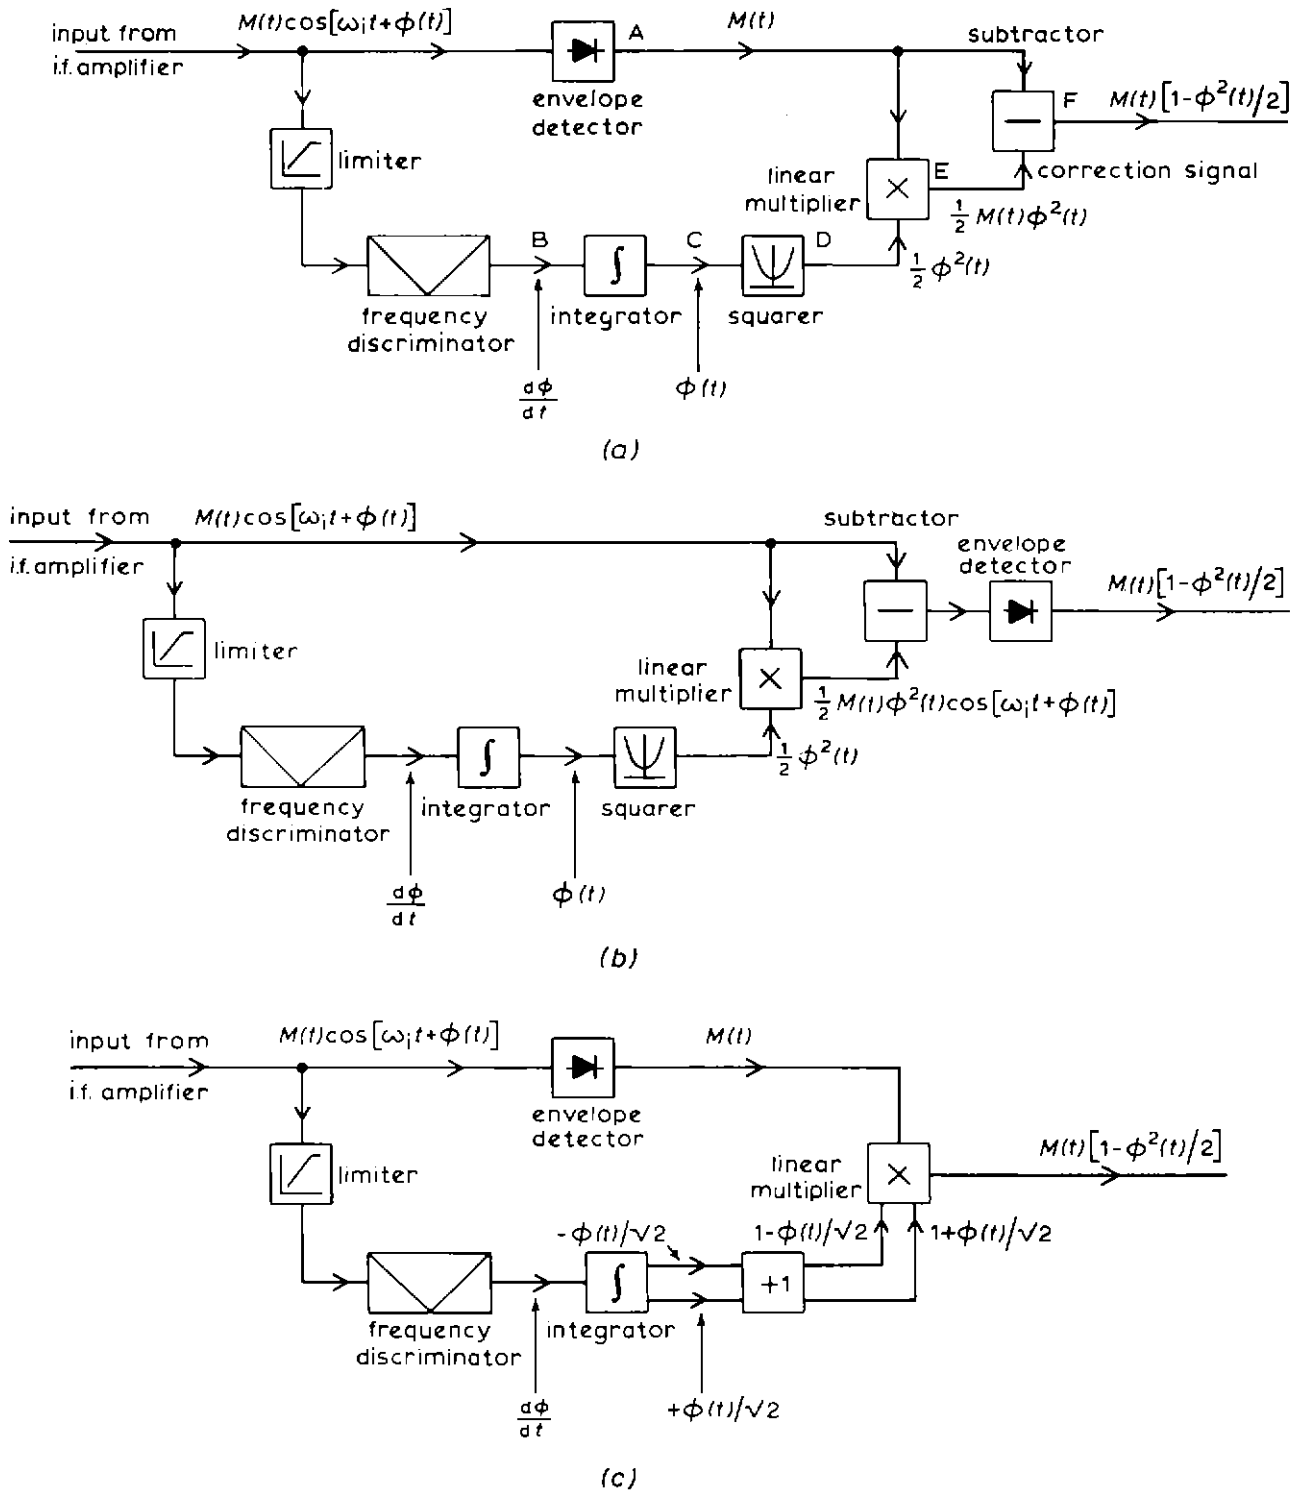 M(t)cos[ωᵢt+ϕ(t)]
input from
i.f. amplifier
A
M(t)
subtractor
envelope
detector
F
M(t)[1-ϕ²(t)/2]
limiter
linear
multiplier
×
E
correction signal
½ M(t)ϕ²(t)
B
∫
C
D
½ ϕ²(t)
frequency
discriminator
integrator
squarer
dϕ/dt
ϕ(t)
(a)
input from
i.f. amplifier
M(t)cos[ωᵢt+ϕ(t)]
subtractor
envelope
detector
M(t)[1-ϕ²(t)/2]
limiter
linear
multiplier
×
½ M(t)ϕ²(t)cos[ωᵢt+ϕ(t)]
∫
½ ϕ²(t)
frequency
discriminator
integrator
squarer
dϕ/dt
ϕ(t)
(b)
input from
i.f. amplifier
M(t)cos[ωᵢt+ϕ(t)]
M(t)
envelope
detector
limiter
linear
multiplier
×
M(t)[1-ϕ²(t)/2]
-ϕ(t)/√2
1-ϕ(t)/√2
1+ϕ(t)/√2
∫
+1
frequency
discriminator
integrator
dϕ/dt
+ϕ(t)/√2
(c)